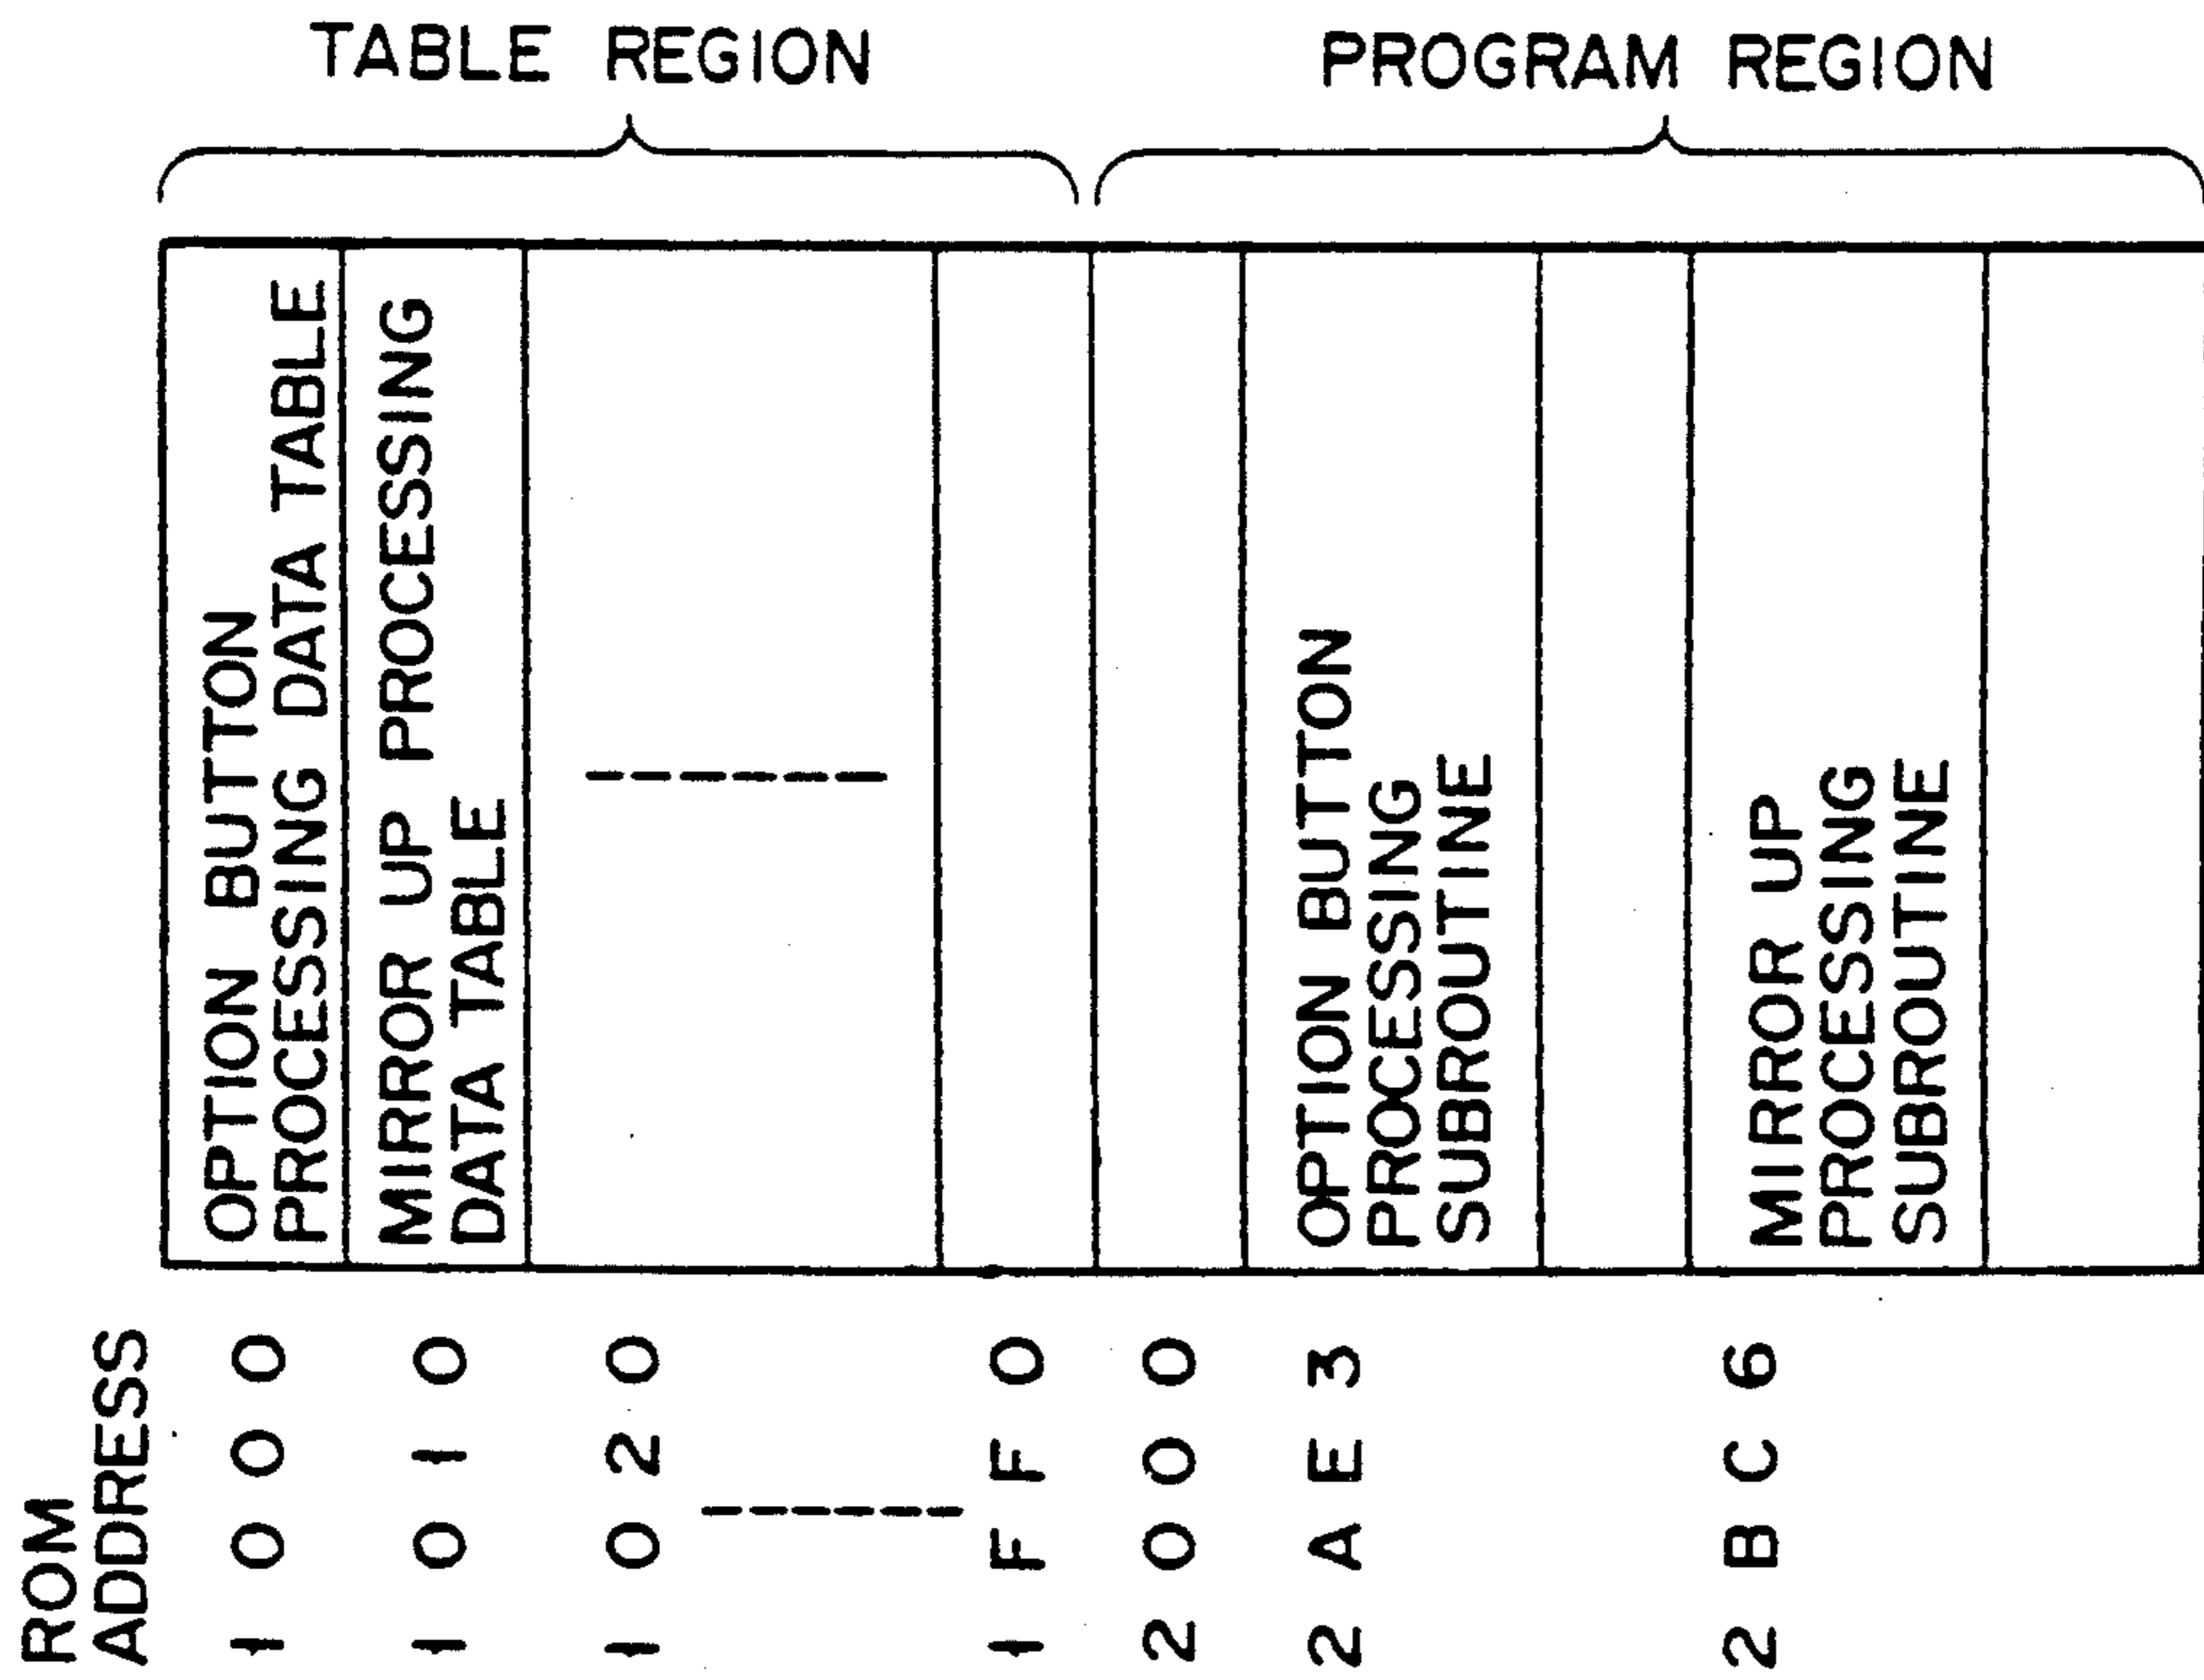 TABLE REGION
PROGRAM REGION
ROM
ADDRESS
1000
OPTION BUTTON
PROCESSING DATA TABLE
1010
MIRROR UP PROCESSING
DATA TABLE
1020
1FF0
2000
2AE3
OPTION BUTTON
PROCESSING
SUBROUTINE
2BC6
MIRROR UP
PROCESSING
SUBROUTINE